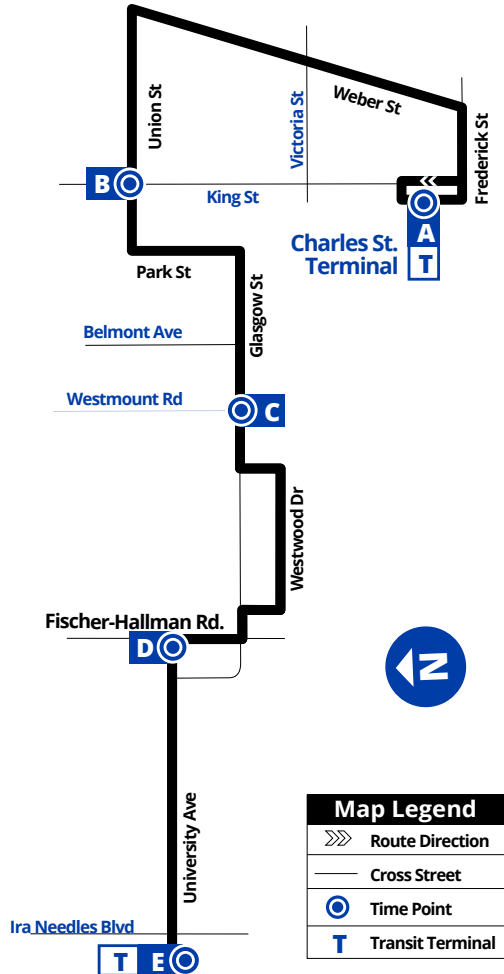 Weber St
Victoria St
Union St
Frederick St
B
King St
A
Charles St.
Terminal
T
Park St
Glasgow St
Belmont Ave
Westmount Rd
C
Westwood Dr
Fischer-Hallman Rd.
D
N
University Ave
Map Legend
Route Direction
Cross Street
Time Point
T Transit Terminal
Ira Needles Blvd
T E